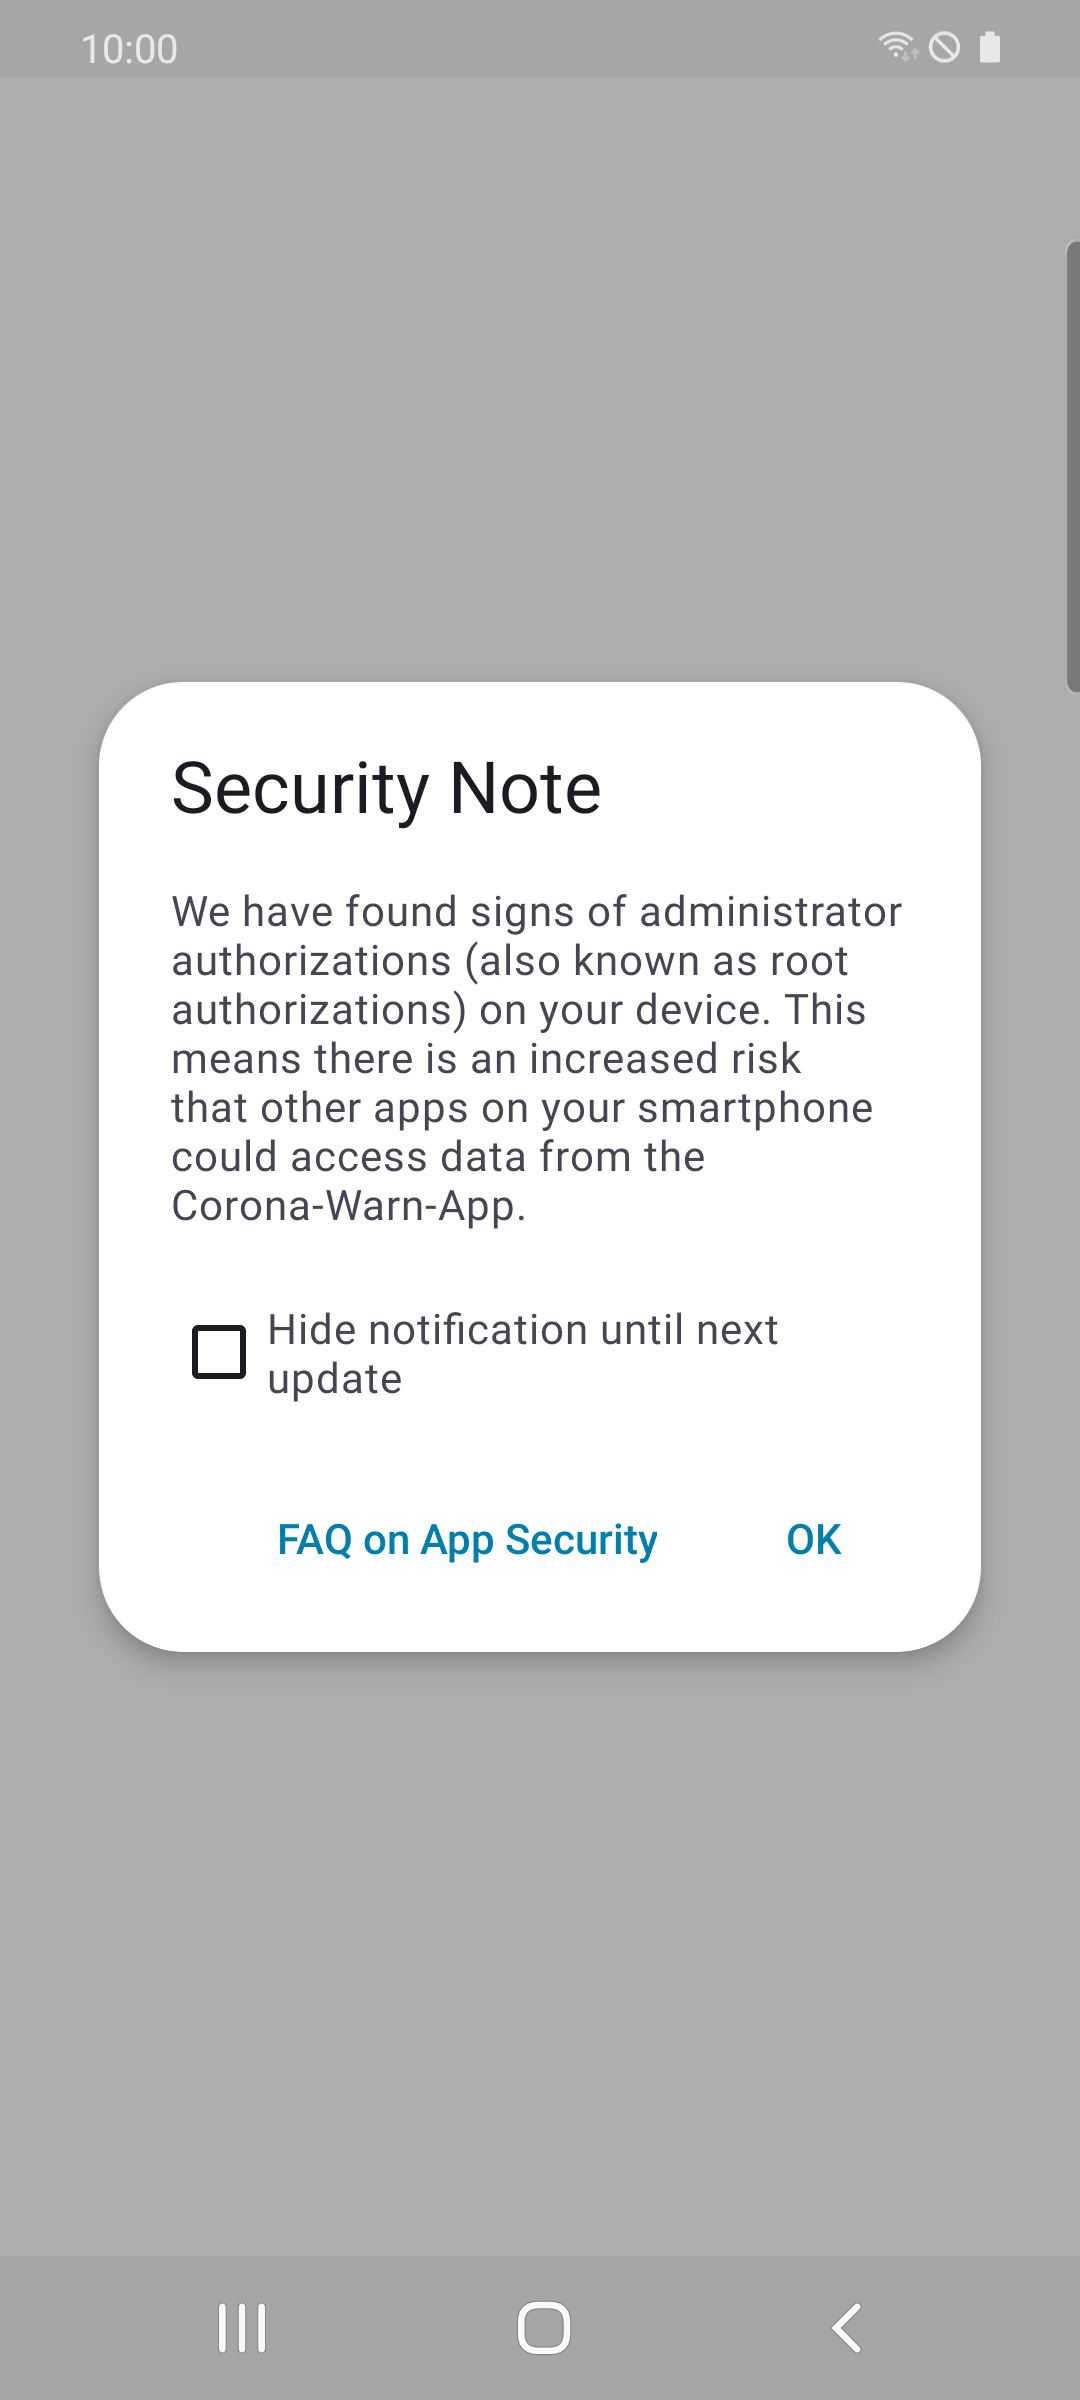 10:00
Security Note
We have found signs of administrator
authorizations (also known as root
authorizations) on your device. This
means there is an increased risk
that other apps on your smartphone
could access data from the
Corona-Warn-App.
Hide notification until next
update
FAQ on App Security
OK